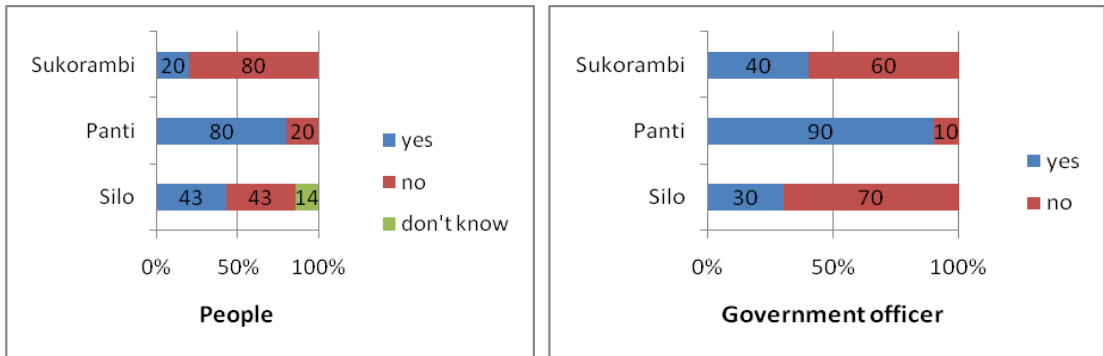 Sukorambi
20 80
Panti
80 20
Silo
43 43 14
yes
no
don't know
0% 50% 100%
People
Sukorambi
40 60
Panti
90 10
Silo
30 70
yes
no
0% 50% 100%
Government officer